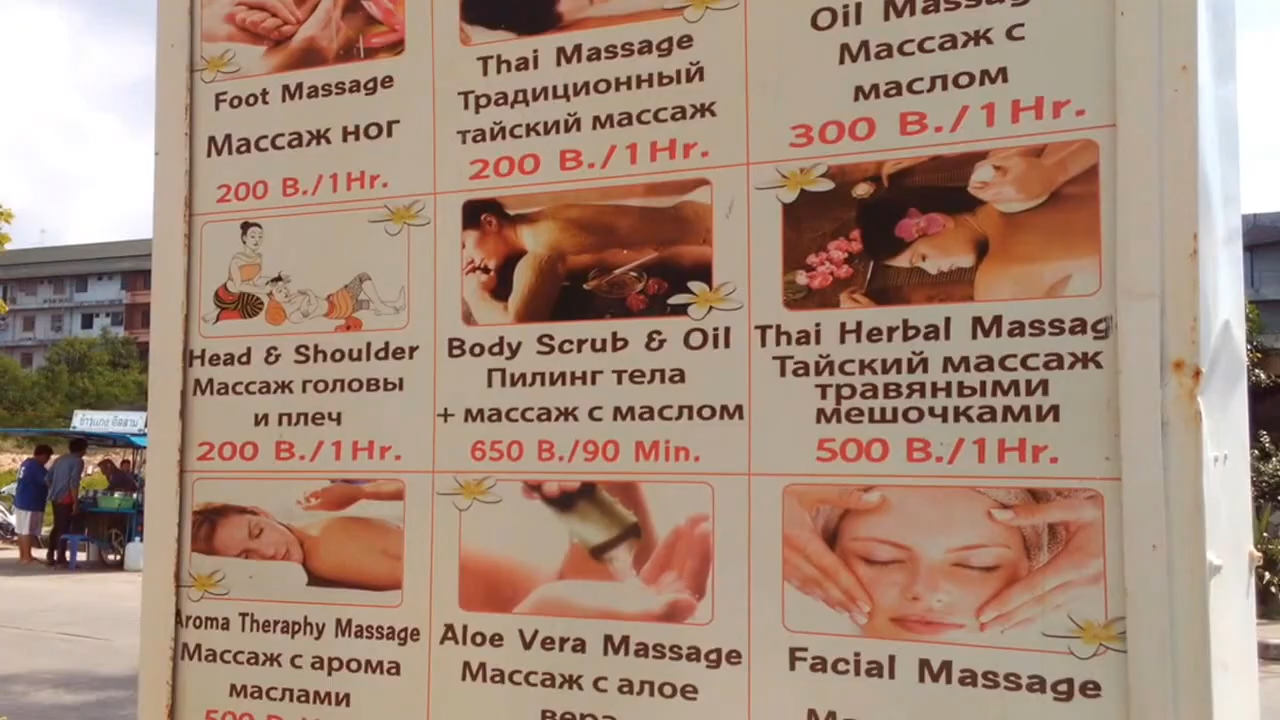 Foot Massage
Массаж ног
200 B./1Hr.
Thai Massage
Традиционный
тайский массаж
200 B./1Hr.
Oil Massag
Массаж с
маслом
300 B./1Hr.
Head & Shoulder
Массаж головы
и плеч
200 B./1Hr.
Body Scrub & Oil
Пилинг тела
+ массаж с маслом
650 B./90 Min.
Thai Herbal Massag
Тайский массаж
травяными
мешочками
500 B./1Hr.
Aroma Theraphy Massage
Массаж с арома
маслами
Aloe Vera Massage
Массаж с алое
вера
Facial Massage